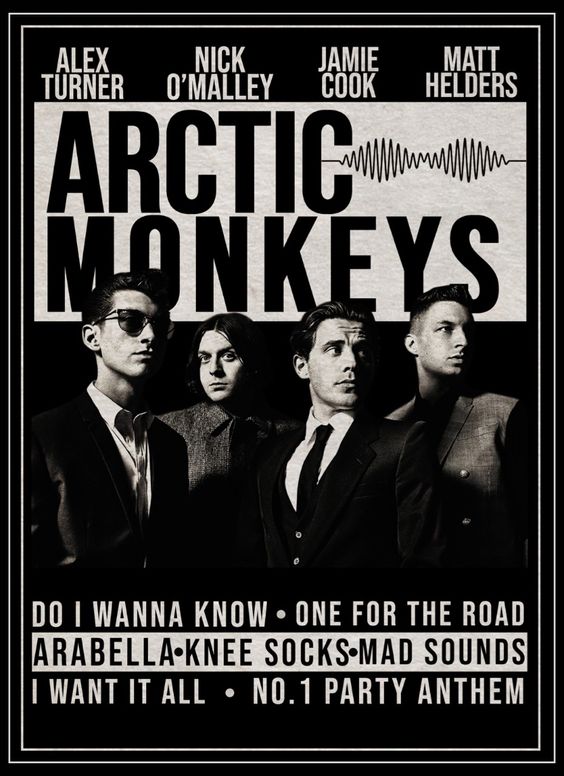 ALEX TURNER
NICK O'MALLEY
JAMIE COOK
MATT HELDERS
ARCTIC
MONKEYS
DO I WANNA KNOW • ONE FOR THE ROAD
ARABELLA•KNEE SOCKS•MAD SOUNDS
I WANT IT ALL • NO.1 PARTY ANTHEM